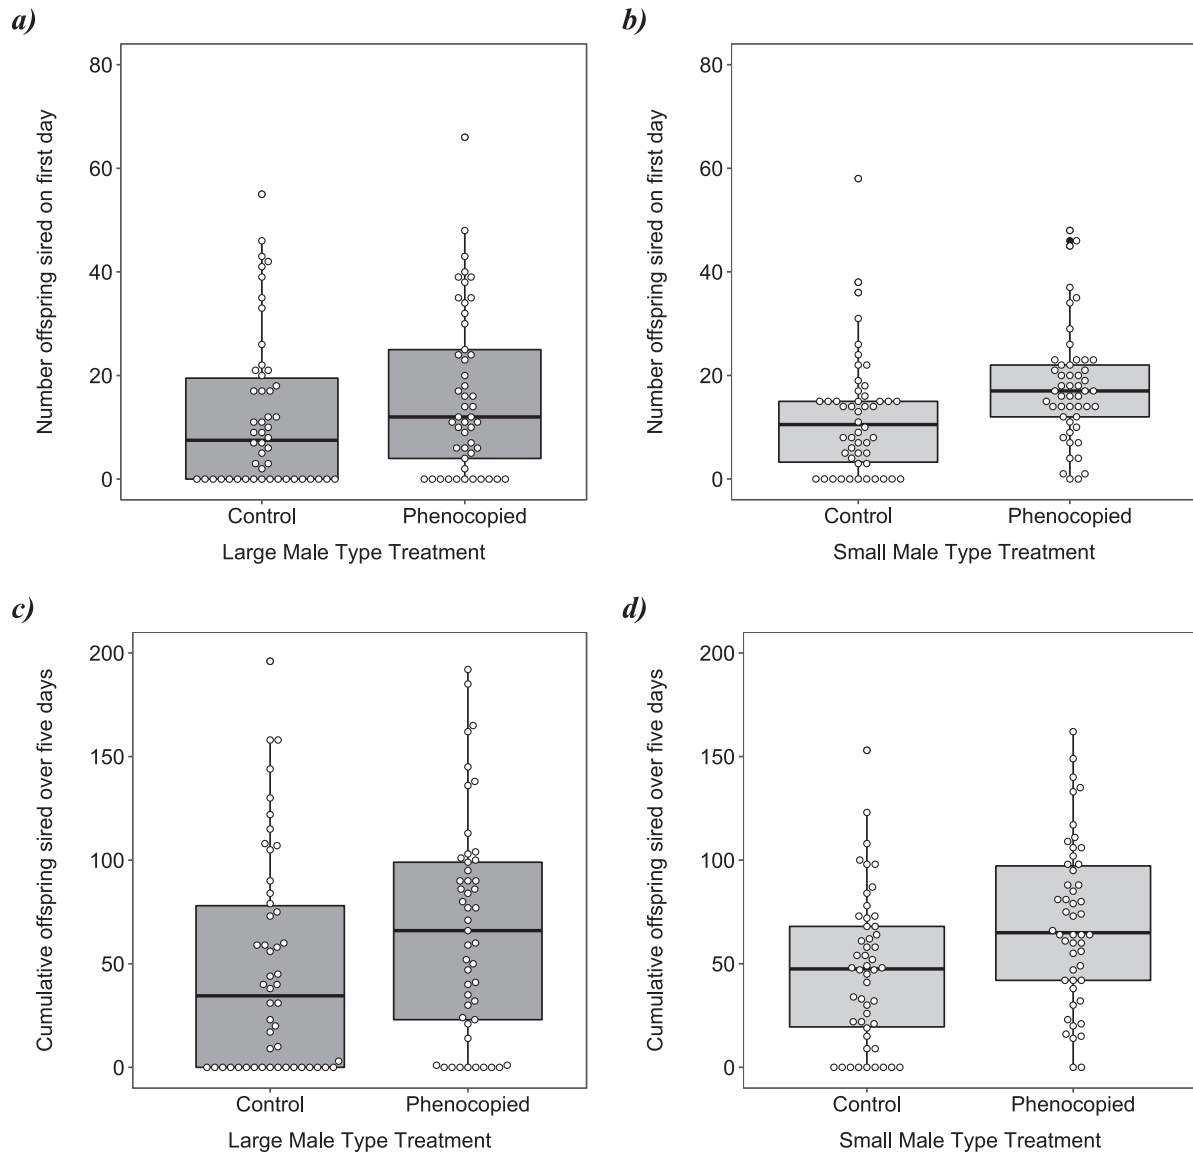 a)
Number offspring sired on first day
80
60
40
20
0
Control Phenocopied
Large Male Type Treatment
b)
Number offspring sired on first day
80
60
40
20
0
Control Phenocopied
Small Male Type Treatment
c)
Cumulative offspring sired over five days
200
150
100
50
0
Control Phenocopied
Large Male Type Treatment
d)
Cumulative offspring sired over five days
200
150
100
50
0
Control Phenocopied
Small Male Type Treatment